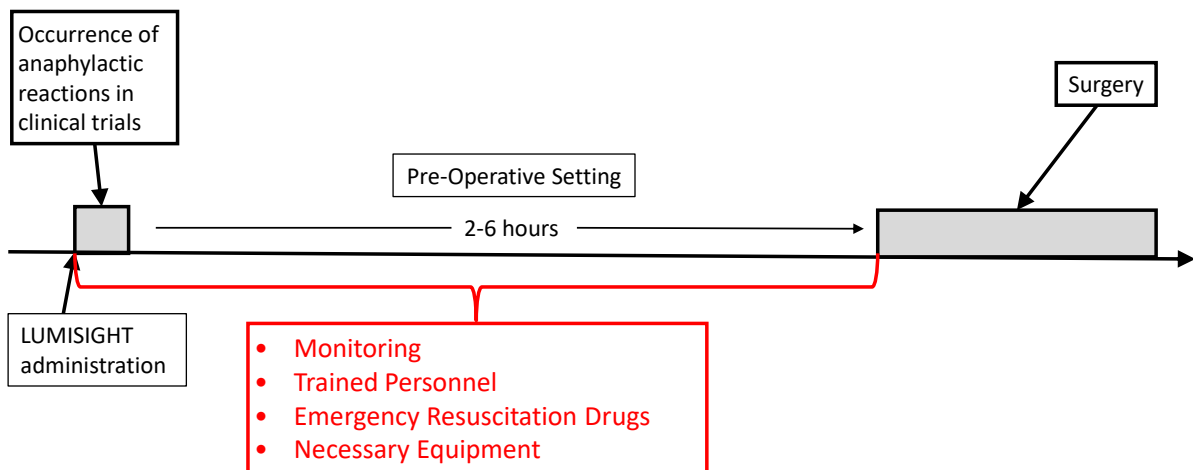 Occurrence of
anaphylactic
reactions in
clinical trials
Surgery
Pre-Operative Setting
2-6 hours
LUMISIGHT
administration
• Monitoring
• Trained Personnel
• Emergency Resuscitation Drugs
• Necessary Equipment